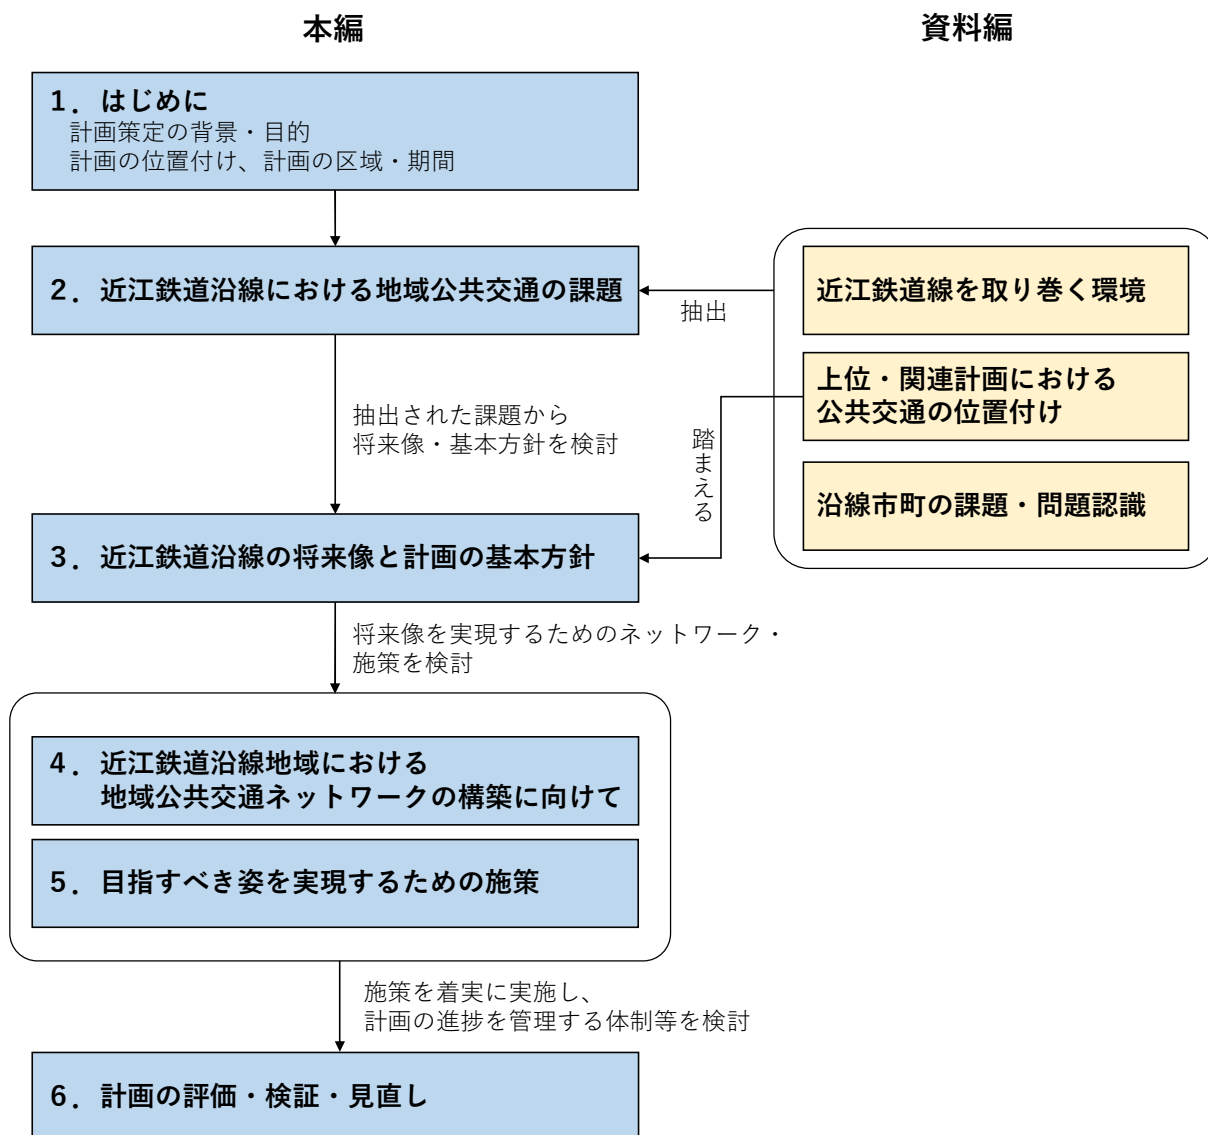 本編
資料編
1．はじめに
計画策定の背景・目的
計画の位置付け、計画の区域・期間
2．近江鉄道沿線における地域公共交通の課題
抽出
近江鉄道線を取り巻く環境
上位・関連計画における
公共交通の位置付け
沿線市町の課題・問題認識
抽出された課題から
将来像・基本方針を検討
踏まえる
3．近江鉄道沿線の将来像と計画の基本方針
将来像を実現するためのネットワーク・
施策を検討
4．近江鉄道沿線地域における
地域公共交通ネットワークの構築に向けて
5．目指すべき姿を実現するための施策
施策を着実に実施し、
計画の進捗を管理する体制等を検討
6．計画の評価・検証・見直し